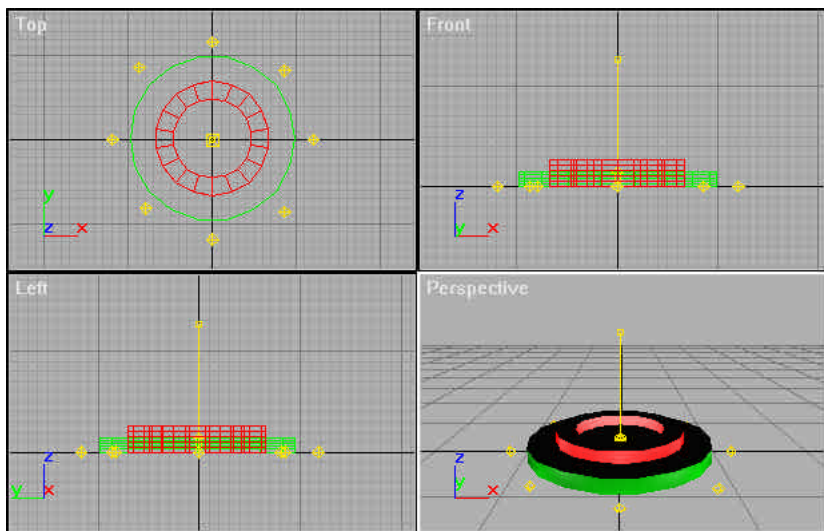 Top
Front
y
z x
z
y x
Left
Perspective
z
y x
z
y x